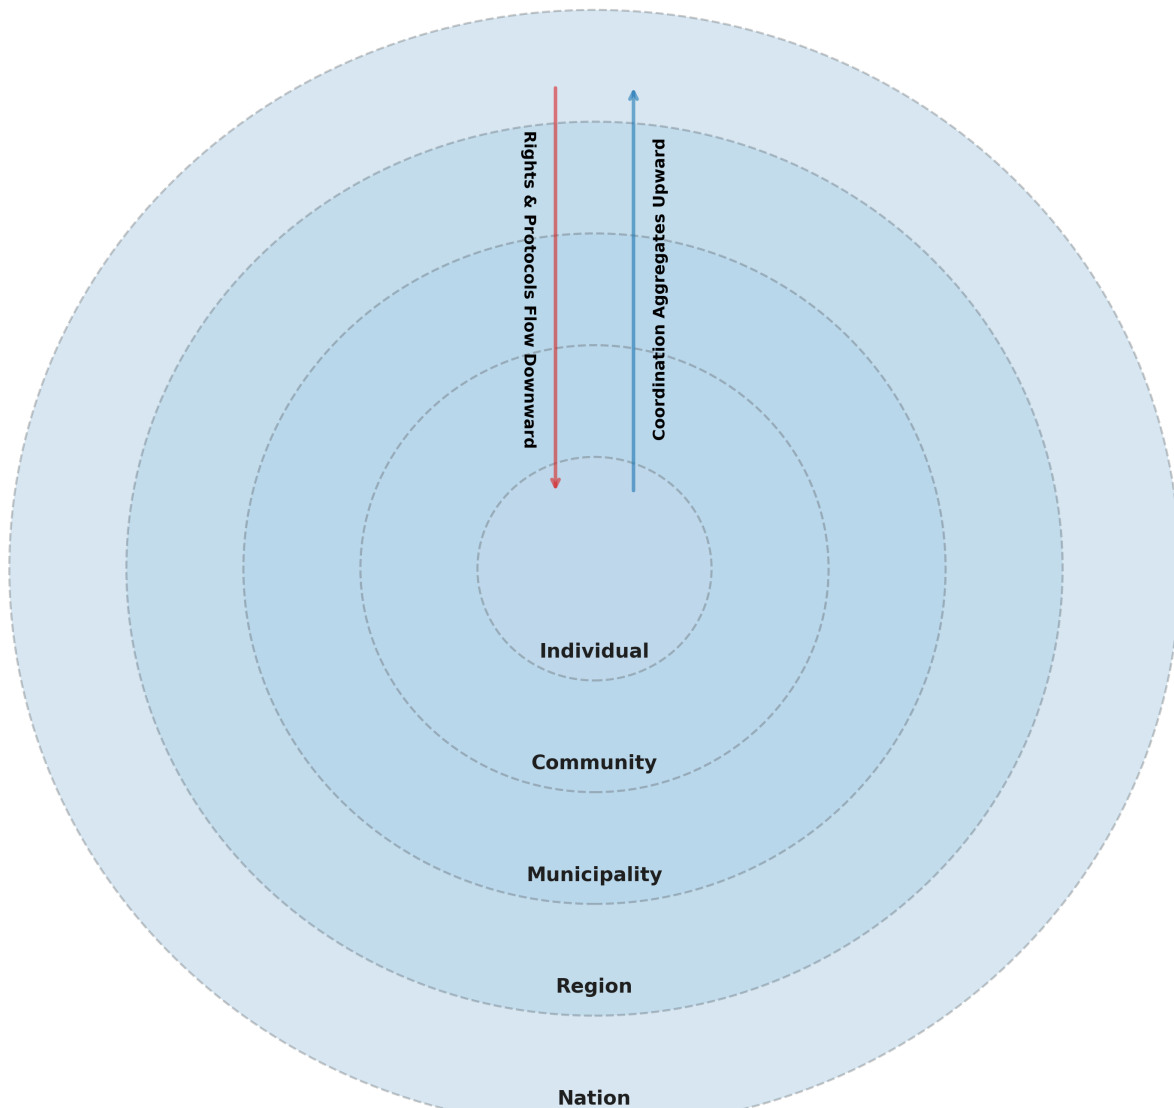 Rights & Protocols Flow Downward
Coordination Aggregates Upward
Individual
Community
Municipality
Region
Nation